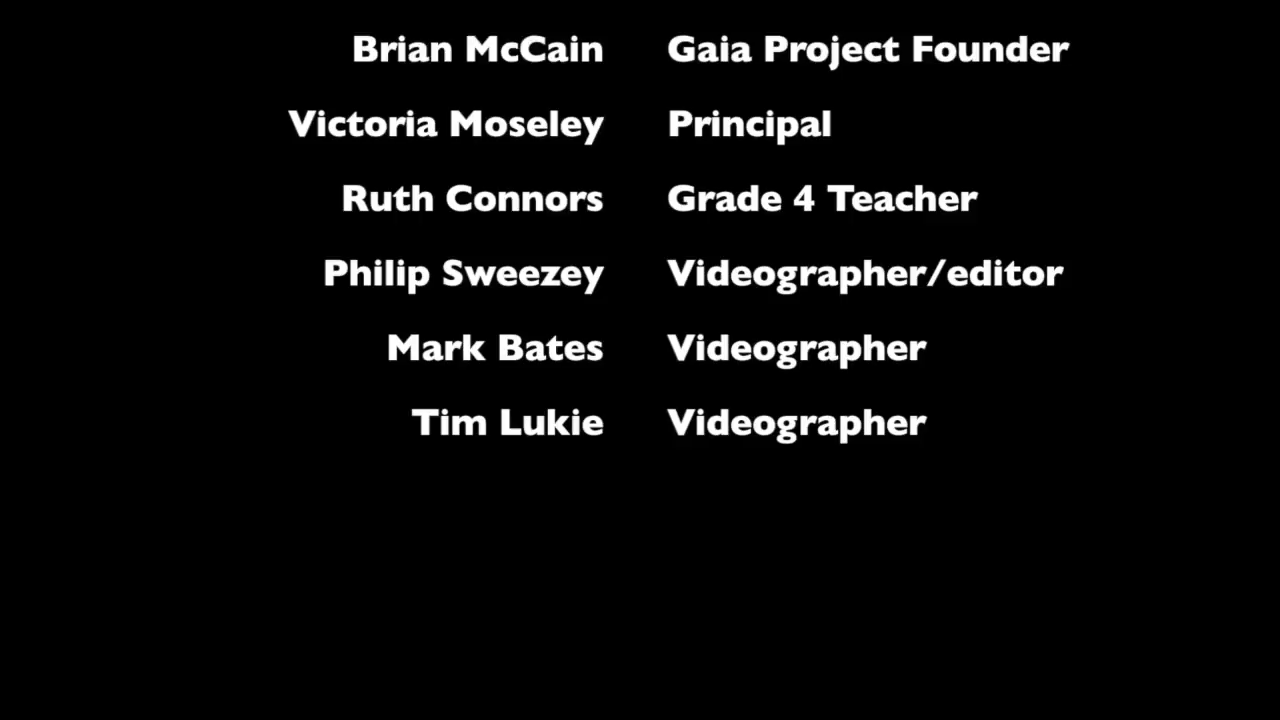 Brian McCain Gaia Project Founder
Victoria Moseley Principal
Ruth Connors Grade 4 Teacher
Philip Sweezey Videographer/editor
Mark Bates Videographer
Tim Lukie Videographer